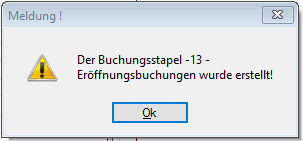 Meldung !
Der Buchungsstapel -13 -
Eröffnungsbuchungen wurde erstellt!
Ok